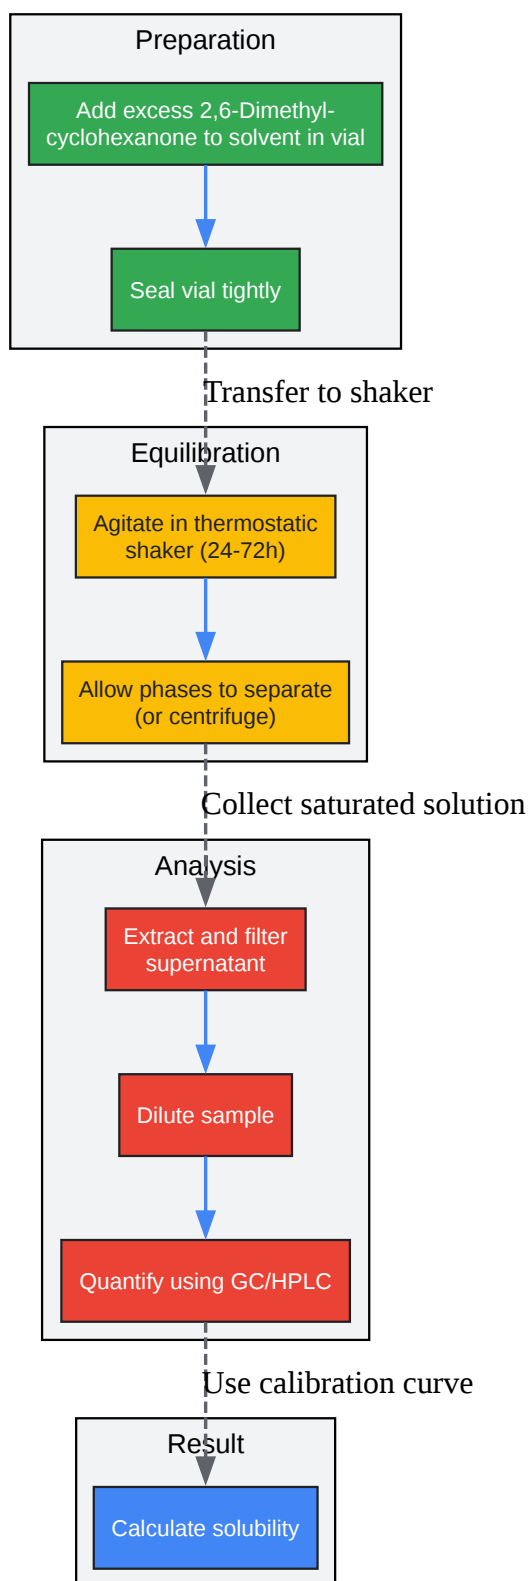 Preparation
Add excess 2,6-Dimethyl-
cyclohexanone to solvent in vial
Seal vial tightly
Transfer to shaker
Equilibration
Agitate in thermostatic
shaker (24-72h)
Allow phases to separate
(or centrifuge)
Collect saturated solution
Analysis
Extract and filter
supernatant
Dilute sample
Quantify using GC/HPLC
Use calibration curve
Result
Calculate solubility